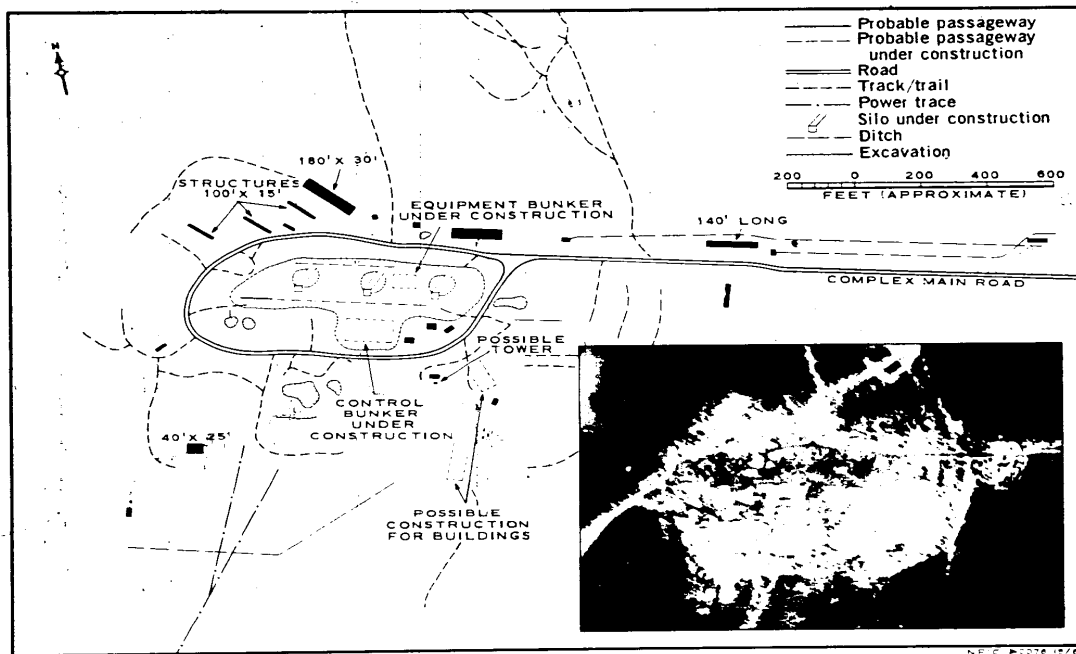 N
Probable passageway
Probable passageway
under construction
Road
Track/trail
Power trace
Silo under construction
Ditch
Excavation
200 0 200 400 600
FEET (APPROXIMATE)
180' X 30'
STRUCTURES
100' X 15'
EQUIPMENT BUNKER
UNDER CONSTRUCTION
140' LONG
COMPLEX MAIN ROAD
POSSIBLE
TOWER
CONTROL
BUNKER
UNDER
CONSTRUCTION
40' X 25'
POSSIBLE
CONSTRUCTION
FOR BUILDINGS